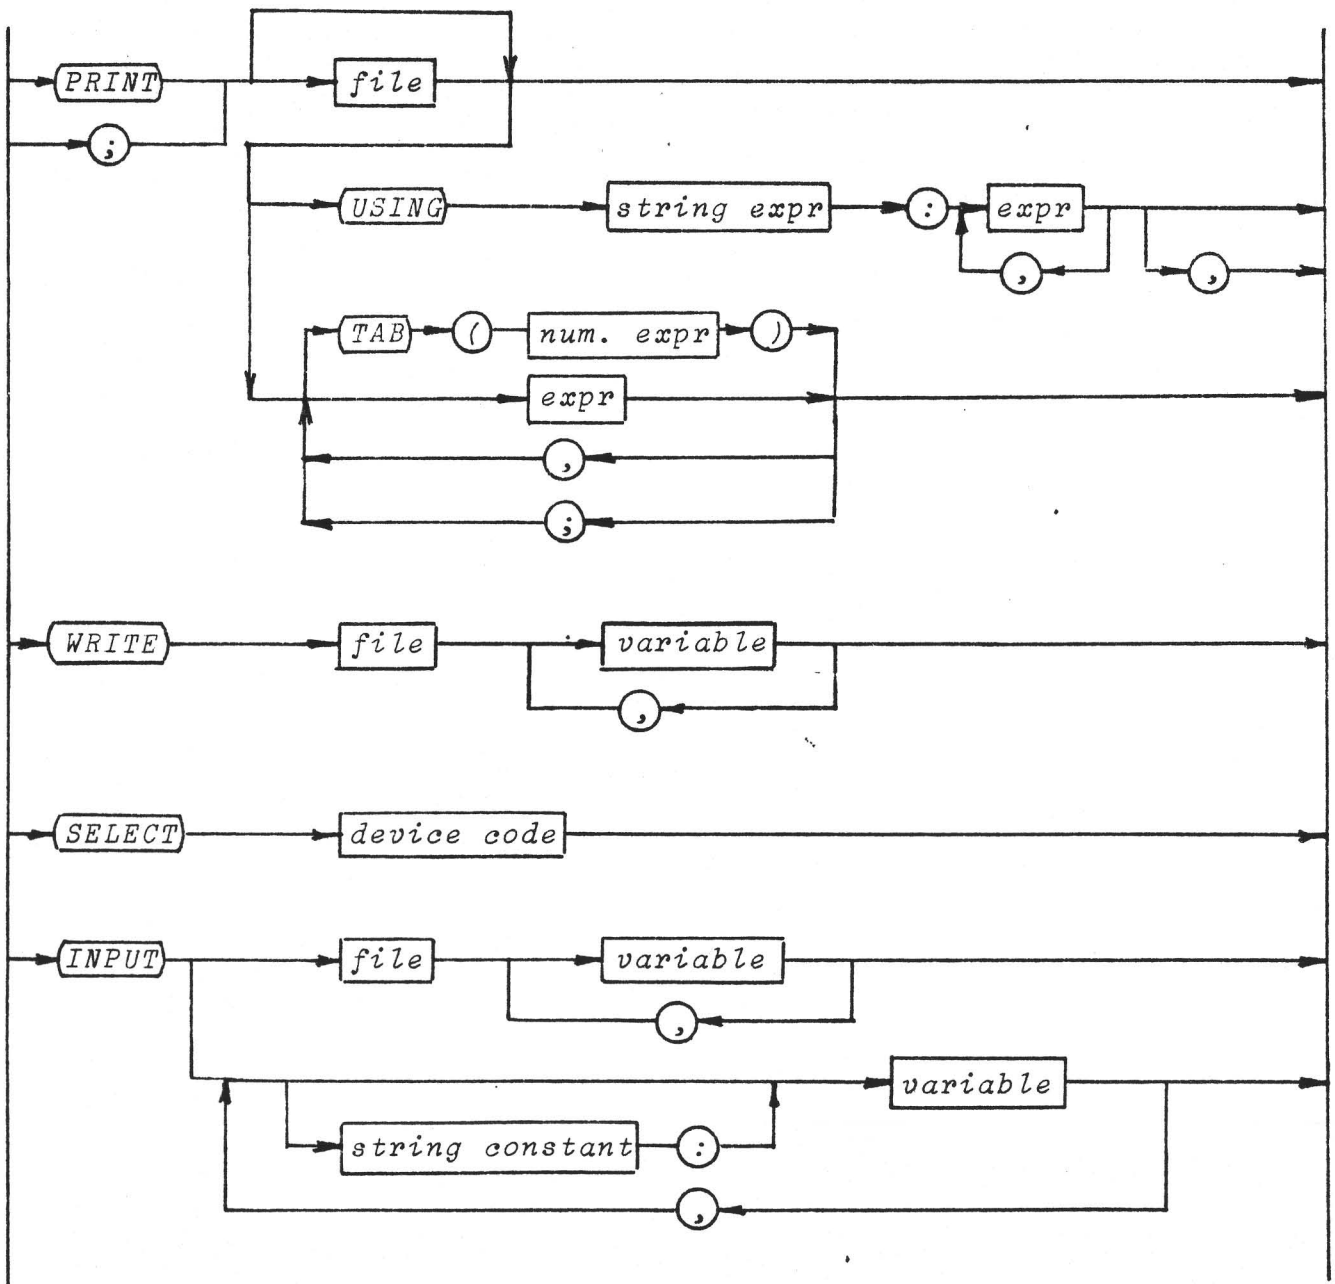 PRINT file
;
USING string expr : expr
, ,
TAB ( num. expr )
expr
,
;
WRITE file variable
,
SELECT device code
INPUT file variable
,
variable
string constant :
,